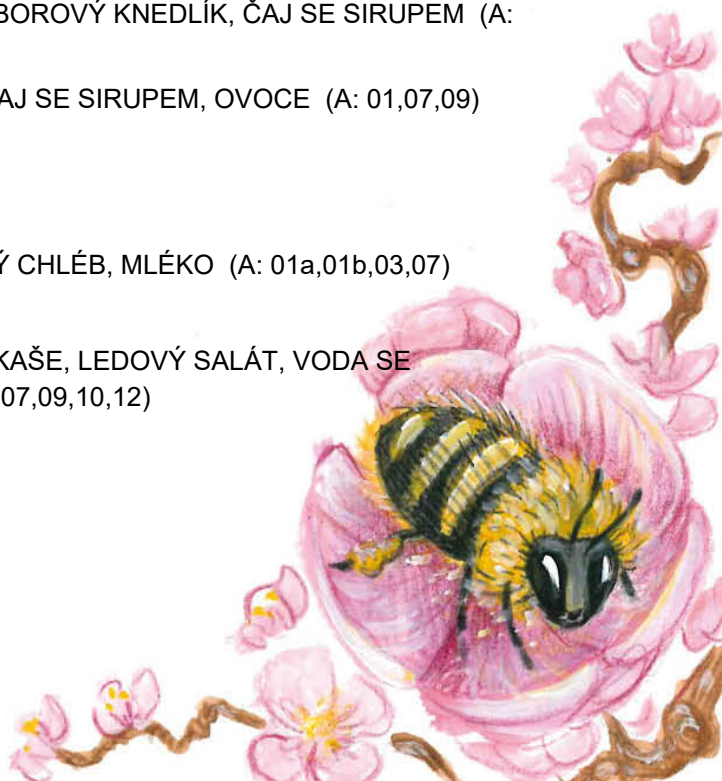 BOROVÝ KNEDLÍK, ČAJ SE SIRUPEM (A:
AJ SE SIRUPEM, OVOCE (A: 01,07,09)
Ý CHLÉB, MLÉKO (A: 01a,01b,03,07)
KAŠE, LEDOVÝ SALÁT, VODA SE
07,09,10,12)